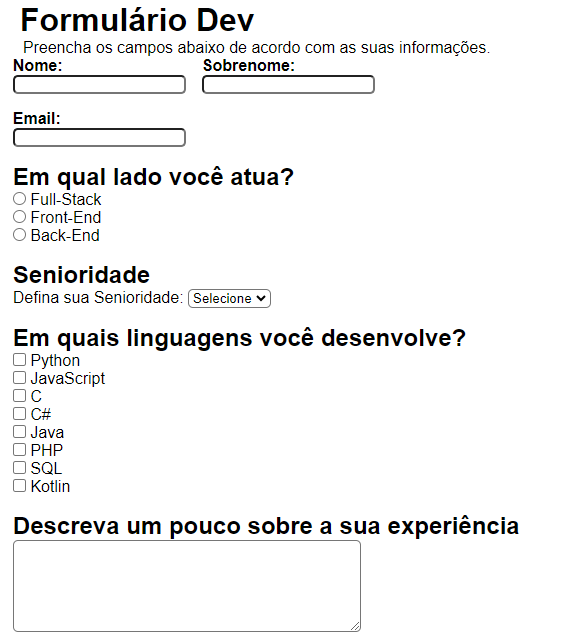 Formulário Dev
Preencha os campos abaixo de acordo com as suas informações.
Nome: Sobrenome:
Email:
Em qual lado você atua?
Full-Stack
Front-End
Back-End
Senioridade
Defina sua Senioridade: Selecione
Em quais linguagens você desenvolve?
Python
JavaScript
C
C#
Java
PHP
SQL
Kotlin
Descreva um pouco sobre a sua experiência